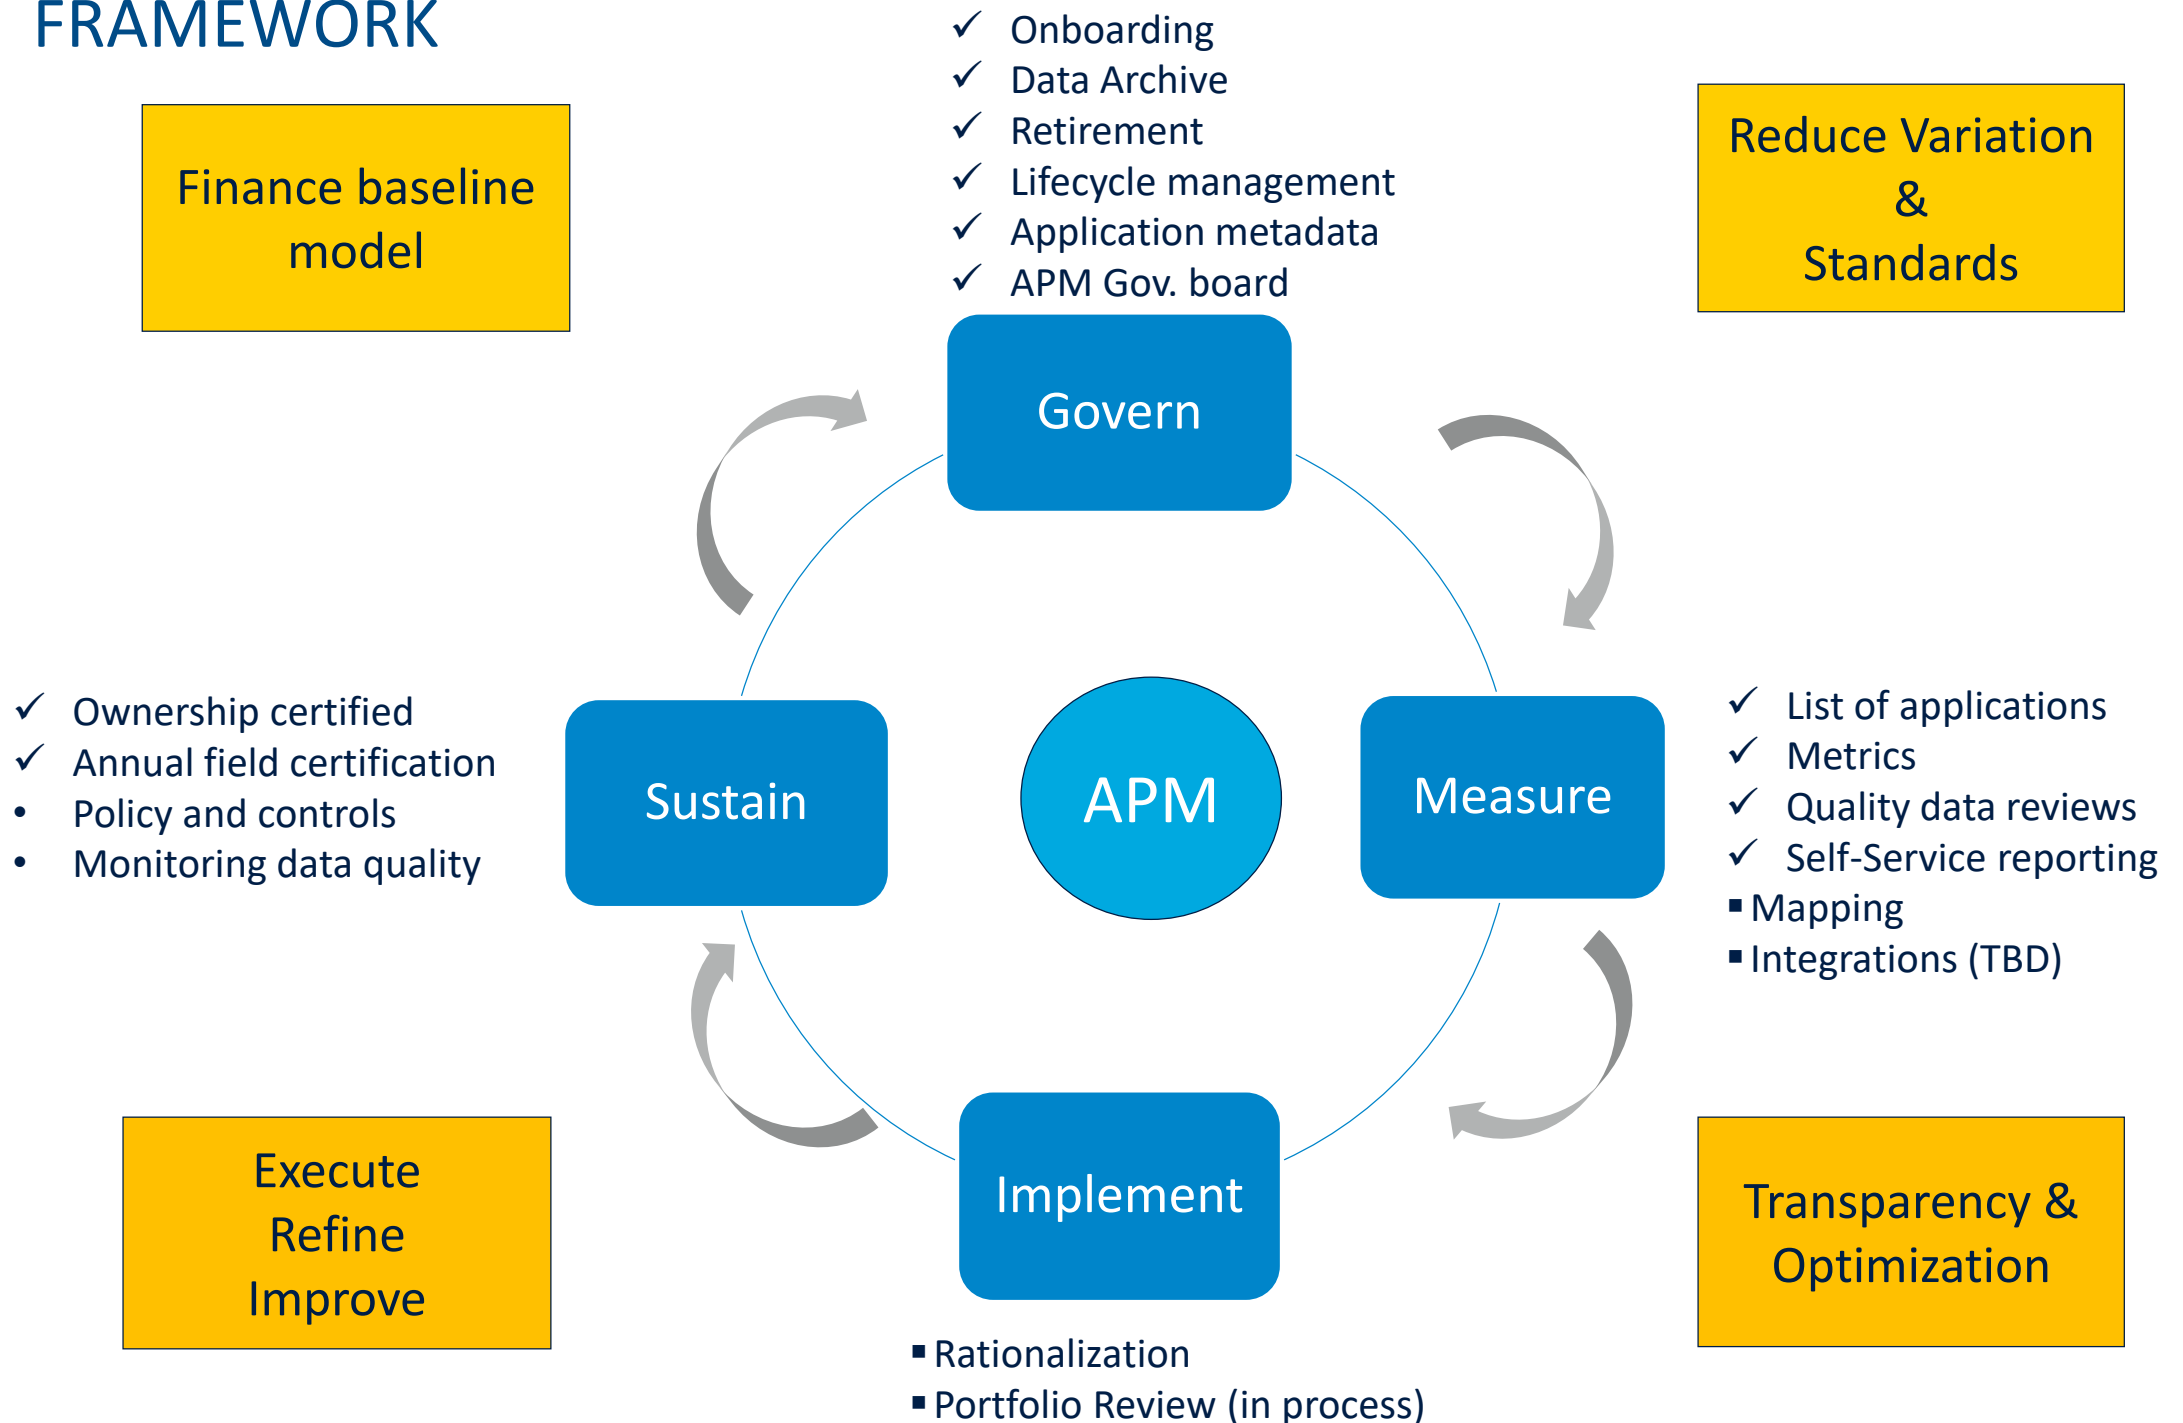 FRAMEWORK
✓ Onboarding
✓ Data Archive
✓ Retirement
✓ Lifecycle management
✓ Application metadata
✓ APM Gov. board
Finance baseline
model
Reduce Variation
&
Standards
Govern
✓ Ownership certified
✓ Annual field certification
• Policy and controls
• Monitoring data quality
Sustain
APM
Measure
✓ List of applications
✓ Metrics
✓ Quality data reviews
✓ Self-Service reporting
▪ Mapping
▪ Integrations (TBD)
Execute
Refine
Improve
Implement
Transparency &
Optimization
▪ Rationalization
▪ Portfolio Review (in process)